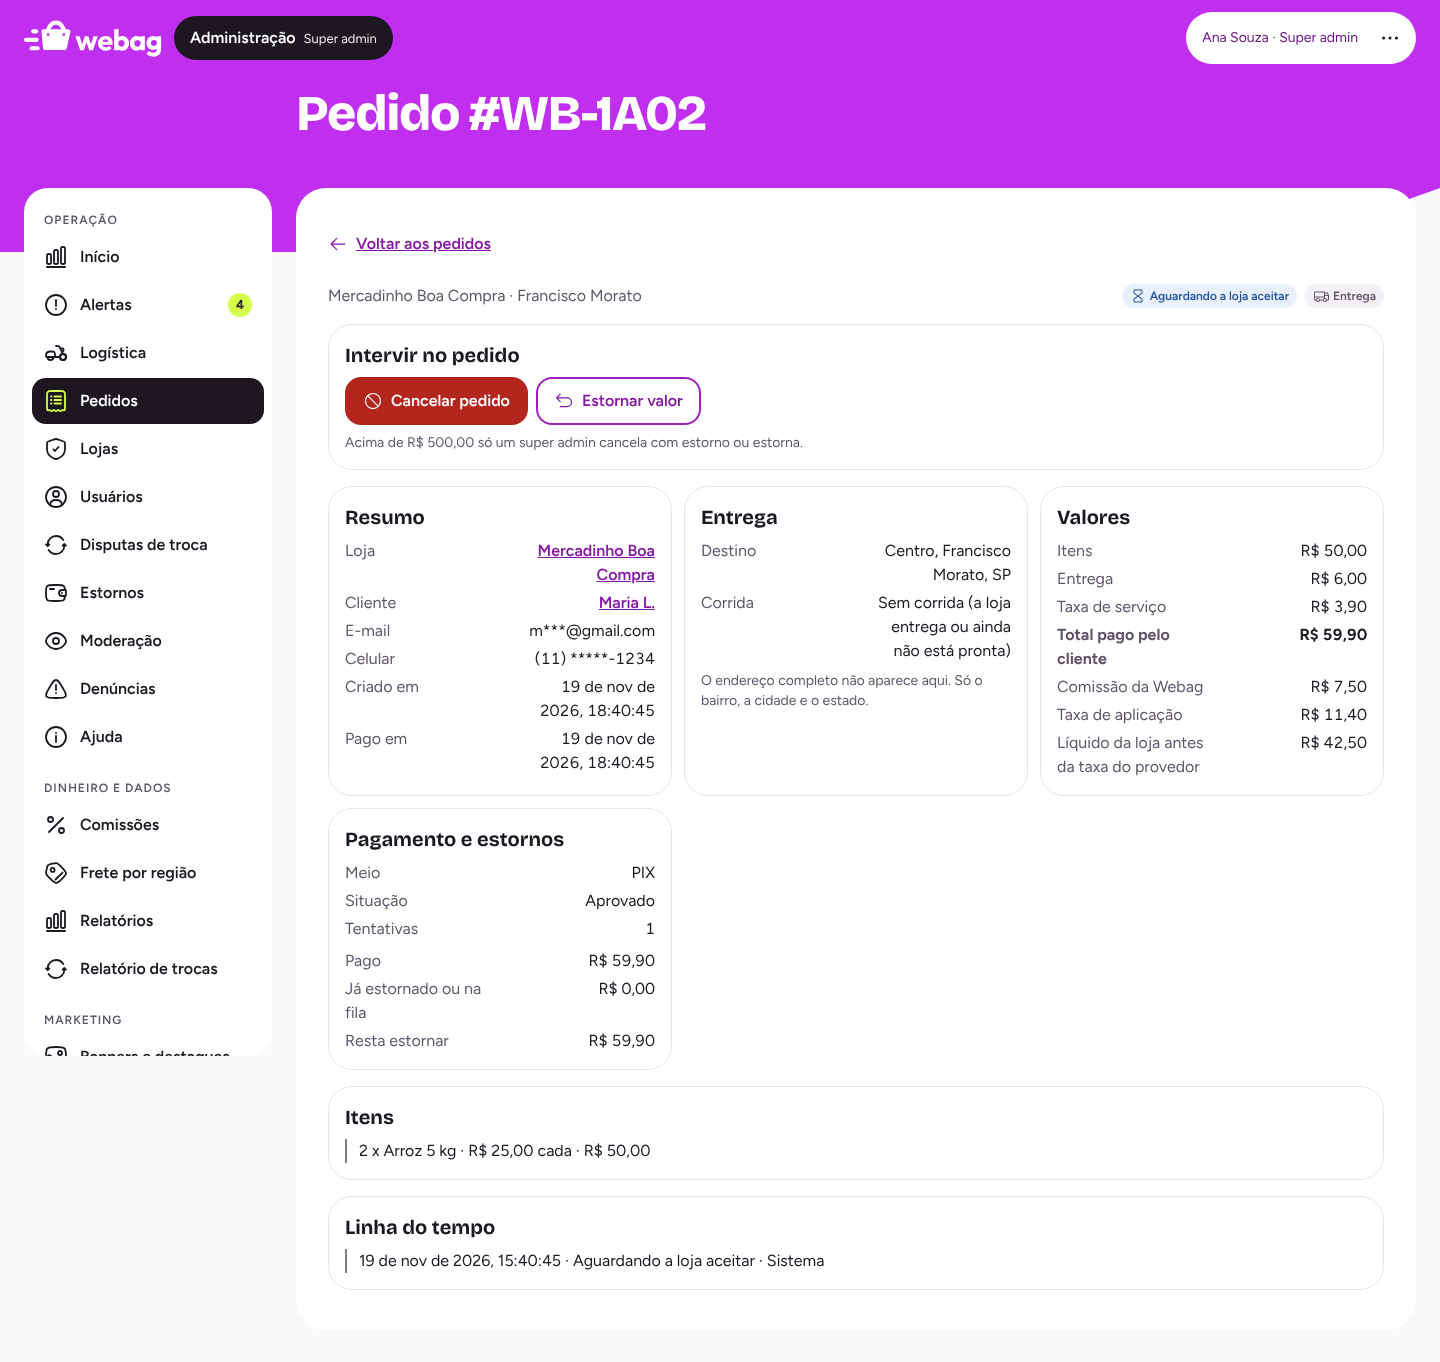 webag
Administração Super admin
Ana Souza · Super admin
Pedido #WB-1A02
OPERAÇÃO
Início
Alertas 4
Logística
Pedidos
Lojas
Usuários
Disputas de troca
Estornos
Moderação
Denúncias
Ajuda
DINHEIRO E DADOS
Comissões
Frete por região
Relatórios
Relatório de trocas
MARKETING
Banners e destaques
Voltar aos pedidos
Mercadinho Boa Compra · Francisco Morato
Aguardando a loja aceitar
Entrega
Intervir no pedido
Cancelar pedido
Estornar valor
Acima de R$ 500,00 só um super admin cancela com estorno ou estorna.
Resumo
Loja Mercadinho Boa
Compra
Cliente Maria L.
E-mail m***@gmail.com
Celular (11) *****-1234
Criado em 19 de nov de
2026, 18:40:45
Pago em 19 de nov de
2026, 18:40:45
Entrega
Destino Centro, Francisco
Morato, SP
Corrida Sem corrida (a loja
entrega ou ainda
não está pronta)
O endereço completo não aparece aqui. Só o
bairro, a cidade e o estado.
Valores
Itens R$ 50,00
Entrega R$ 6,00
Taxa de serviço R$ 3,90
Total pago pelo R$ 59,90
cliente
Comissão da Webag R$ 7,50
Taxa de aplicação R$ 11,40
Líquido da loja antes R$ 42,50
da taxa do provedor
Pagamento e estornos
Meio PIX
Situação Aprovado
Tentativas 1
Pago R$ 59,90
Já estornado ou na R$ 0,00
fila
Resta estornar R$ 59,90
Itens
2 x Arroz 5 kg · R$ 25,00 cada · R$ 50,00
Linha do tempo
19 de nov de 2026, 15:40:45 · Aguardando a loja aceitar · Sistema